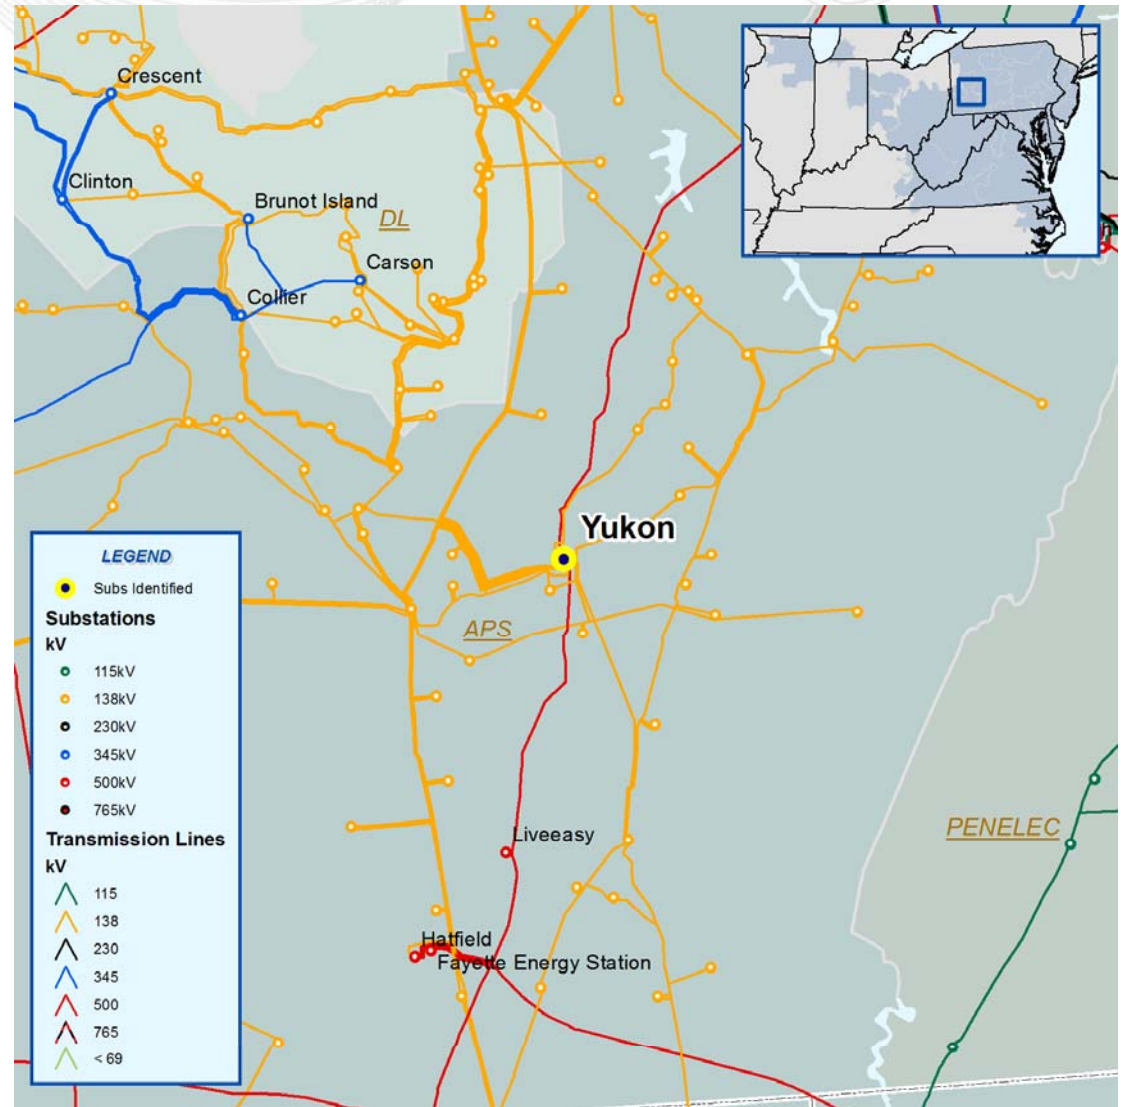 Crescent
Clinton
Brunot Island
DL
Carson
Collier
Yukon
LEGEND
Subs Identified
Substations
kV
115kV
138kV
230kV
345kV
500kV
765kV
Transmission Lines
kV
115
138
230
345
500
765
< 69
APS
Liveeasy
PENELEC
Hatfield
Fayette Energy Station